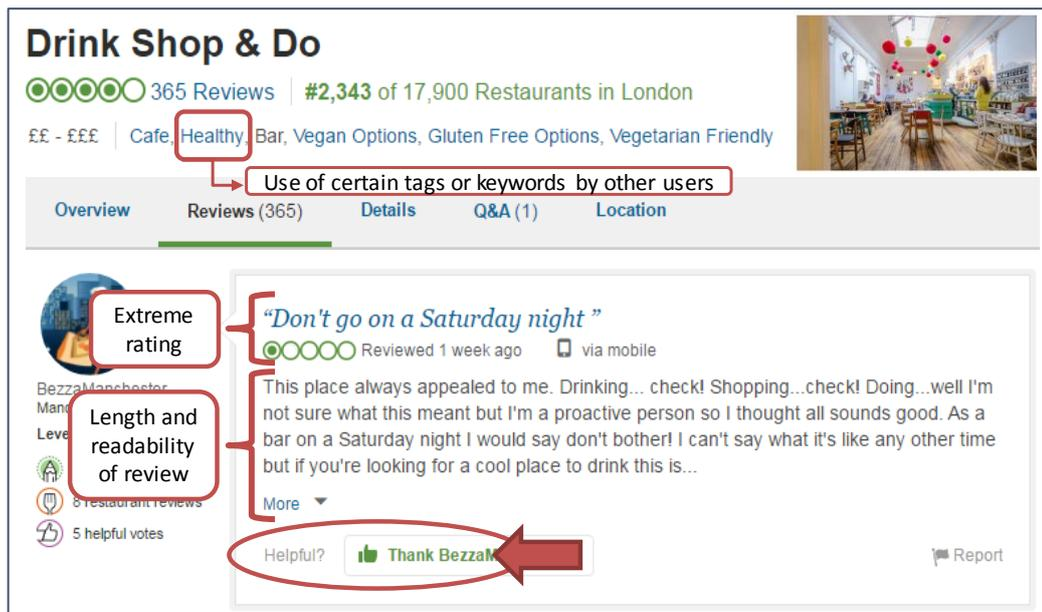 Drink Shop & Do
365 Reviews #2,343 of 17,900 Restaurants in London
££ - £££ Cafe, Healthy, Bar, Vegan Options, Gluten Free Options, Vegetarian Friendly
Use of certain tags or keywords by other users
Overview Reviews (365) Details Q&A (1) Location
Extreme
rating
“Don't go on a Saturday night ”
Reviewed 1 week ago via mobile
BezzaManchester
Length and
readability
of review
This place always appealed to me. Drinking... check! Shopping...check! Doing...well I'm
not sure what this meant but I'm a proactive person so I thought all sounds good. As a
bar on a Saturday night I would say don't bother! I can't say what it's like any other time
but if you're looking for a cool place to drink this is...
More
8 restaurant reviews
5 helpful votes
Helpful? Thank Report